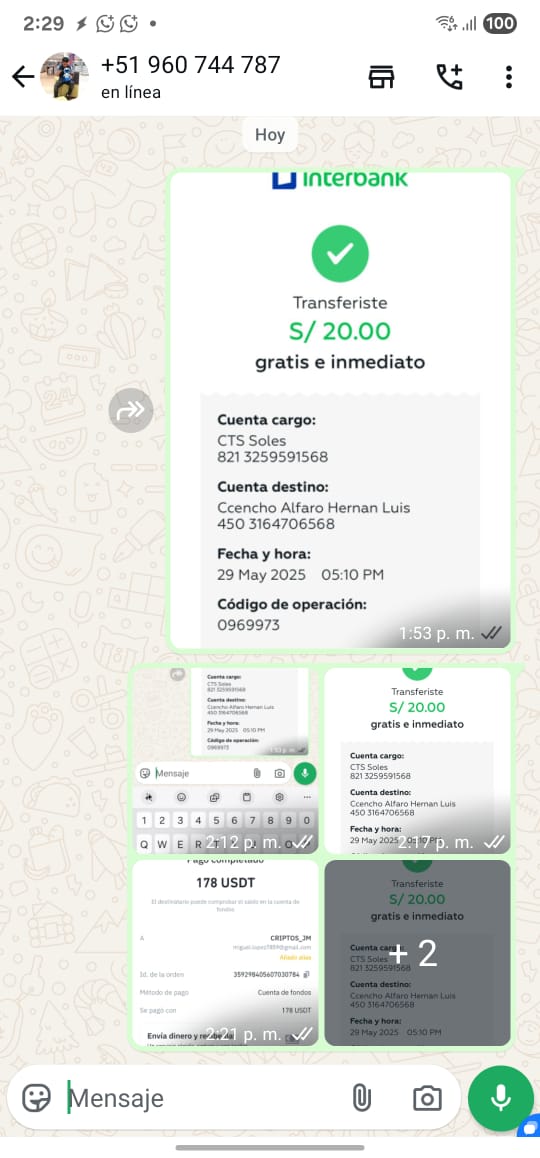 2:29
100
+51 960 744 787
en línea
Hoy
Interbank
Transferiste
S/ 20.00
gratis e inmediato
Cuenta cargo:
CTS Soles
821 3259591568
Cuenta destino:
Ccencho Alfaro Hernan Luis
450 3164706568
Fecha y hora:
29 May 2025 05:10 PM
Código de operación:
0969973
1:53 p. m.
Cuenta cargo:
CTS Soles
821 3259591568
Cuenta destino:
Ccencho Alfaro Hernan Luis
450 3164706568
Fecha y hora:
29 May 2025 05:10 PM
Código de operación:
0969973
1:53 p. m.
Mensaje
1 2 3 4 5 6 7 8 9 0
Q W E R T
2:12 p. m.
Transferiste
S/ 20.00
gratis e inmediato
Cuenta cargo:
CTS Soles
821 3259591568
Cuenta destino:
Ccencho Alfaro Hernan Luis
450 3164706568
Fecha y hora:
29 May 2025
2:17 p. m.
Pago completado
178 USDT
El destinatario puede comprobar el saldo en la cuenta de
fondos
A CRIPTOS_JM
Añadir alias
Id. de la orden 359298405607030784
Método de pago Cuenta de fondos
Se pagó con 178 USDT
Envía dinero y
2:21 p. m.
Transferiste
S/ 20.00
gratis e inmediato
Cuenta cargo:
CTS Soles
821 3259591568
Cuenta destino:
Ccencho Alfaro Hernan Luis
450 3164706568
Fecha y hora:
29 May 2025 05:10 PM
+ 2
Mensaje